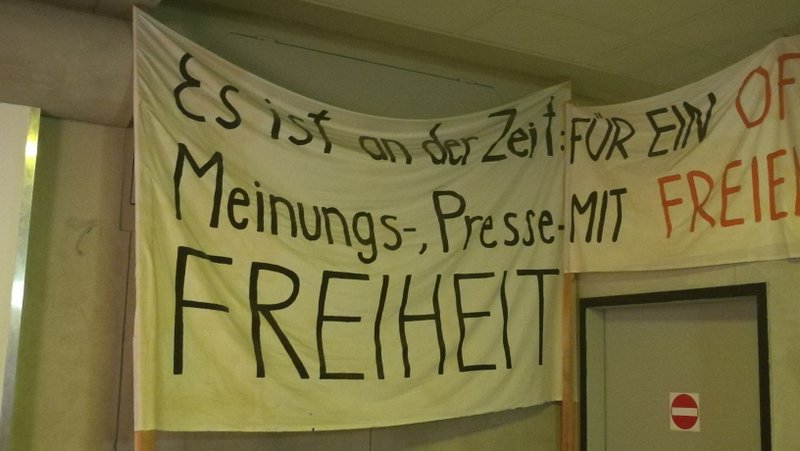 Es ist an der Zeit:
Meinungs-, Presse-
FREIHEIT
FÜR EIN
MIT